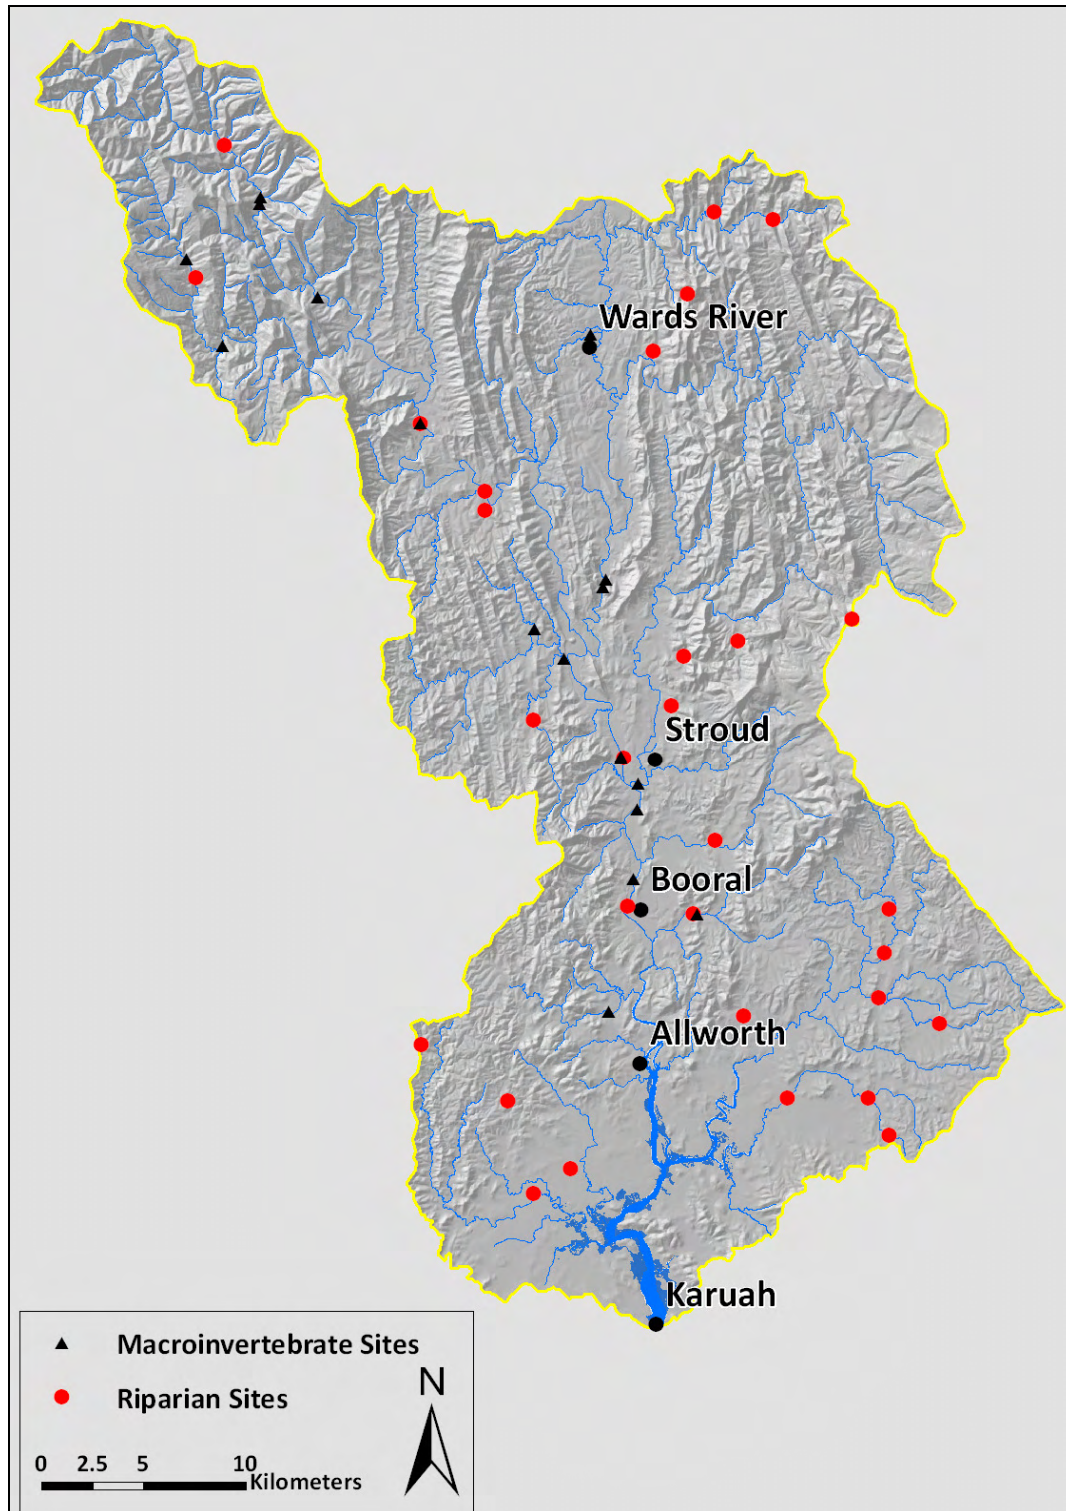 Wards River
Stroud
Booral
Allworth
Karuah
Macroinvertebrate Sites
Riparian Sites
N
0 2.5 5 10
Kilometers